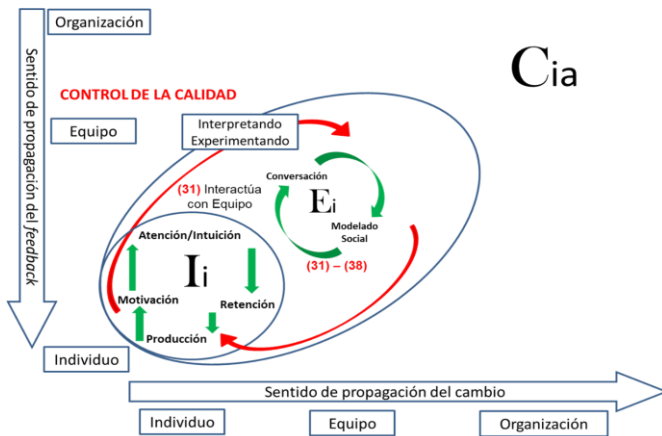 Organización
Cia
Sentido de propagación del feedback
CONTROL DE LA CALIDAD
Equipo
Interpretando
Experimentando
(31) Interactúa
con Equipo
Conversación
Ei
Modelado
Social
(31) – (38)
Atención/Intuición
Ii
Motivación
Retención
Producción
Individuo
Sentido de propagación del cambio
Individuo
Equipo
Organización